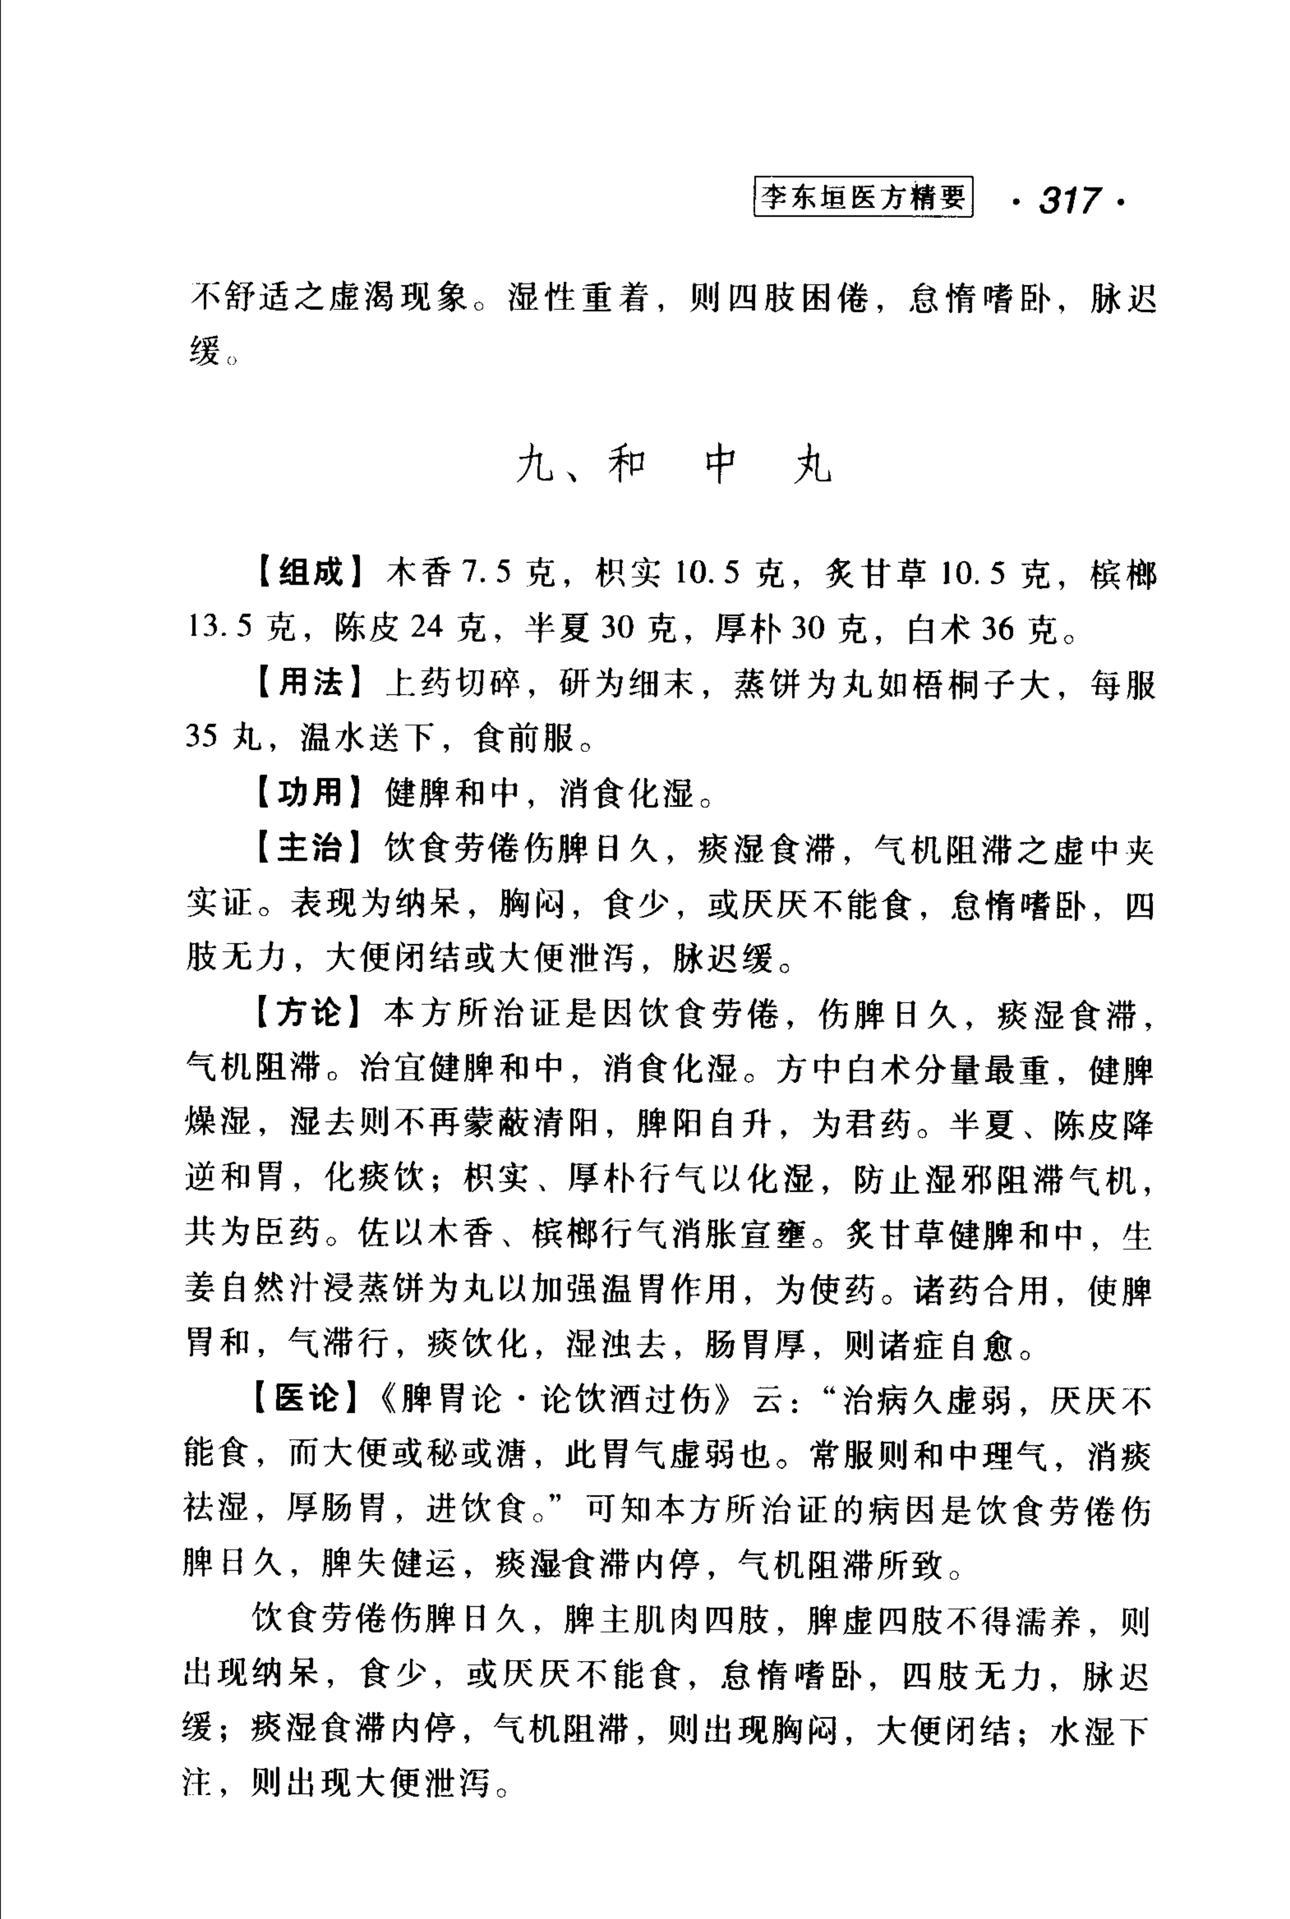 李东垣医方精要 · 317 ·
不舒适之虚渴现象。湿性重着，则四肢困倦，怠惰嗜卧，脉迟
缓。
九、和中丸
【组成】木香7.5克，枳实10.5克，炙甘草10.5克，槟榔
13.5克，陈皮24克，半夏30克，厚朴30克，白术36克。
【用法】上药切碎，研为细末，蒸饼为丸如梧桐子大，每服
35丸，温水送下，食前服。
【功用】健脾和中，消食化湿。
【主治】饮食劳倦伤脾日久，痰湿食滞，气机阻滞之虚中夹
实证。表现为纳呆，胸闷，食少，或厌厌不能食，怠惰嗜卧，四
肢无力，大便闭结或大便泄泻，脉迟缓。
【方论】本方所治证是因饮食劳倦，伤脾日久，痰湿食滞，
气机阻滞。治宜健脾和中，消食化湿。方中白术分量最重，健脾
燥湿，湿去则不再蒙蔽清阳，脾阳自升，为君药。半夏、陈皮降
逆和胃，化痰饮；枳实、厚朴行气以化湿，防止湿邪阻滞气机，
共为臣药。佐以木香、槟榔行气消胀宣壅。炙甘草健脾和中，生
姜自然汁浸蒸饼为丸以加强温胃作用，为使药。诸药合用，使脾
胃和，气滞行，痰饮化，湿浊去，肠胃厚，则诸症自愈。
【医论】《脾胃论·论饮酒过伤》云：“治病久虚弱，厌厌不
能食，而大便或秘或溏，此胃气虚弱也。常服则和中理气，消痰
祛湿，厚肠胃，进饮食。”可知本方所治证的病因是饮食劳倦伤
脾日久，脾失健运，痰湿食滞内停，气机阻滞所致。
饮食劳倦伤脾日久，脾主肌肉四肢，脾虚四肢不得濡养，则
出现纳呆，食少，或厌厌不能食，怠惰嗜卧，四肢无力，脉迟
缓；痰湿食滞内停，气机阻滞，则出现胸闷，大便闭结；水湿下
注，则出现大便泄泻。